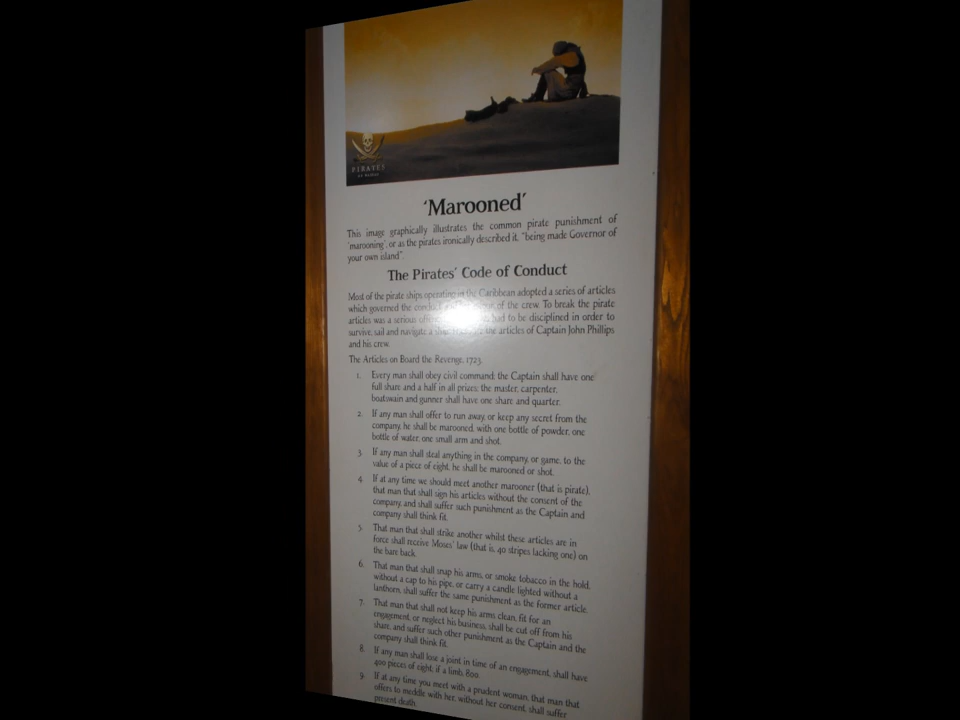 PIRATES
'Marooned'
This image graphically illustrates the common pirate punishment of
'marooning', or as the pirates ironically described it, "being made Governor of
your own island".
The Pirates' Code of Conduct
Most of the pirate ships operating in the Caribbean adopted a series of articles
which governed the conduct of the crew. To break the pirate
articles was a serious had to be disciplined in order to
survive, sail and navigate a the articles of Captain John Phillips
and his crew.
The Articles on Board the Revenge, 1723.
1. Every man shall obey civil command; the Captain shall have one
full share and a half in all prizes; the master, carpenter,
boatswain and gunner shall have one share and quarter.
2. If any man shall offer to run away, or keep any secret from the
company, he shall be marooned, with one bottle of powder, one
bottle of water, one small arm and shot.
3. If any man shall steal anything in the company, or game, to the
value of a piece of eight, he shall be marooned or shot.
4. If at any time we should meet another marooner (that is pirate),
that man that shall sign his articles without the consent of the
company, and shall suffer such punishment as the Captain and
company shall think fit.
5. That man that shall strike another whilst these articles are in
force shall receive Moses' law (that is, 40 stripes lacking one) on
the bare back.
6. That man that shall snap his arms, or smoke tobacco in the hold,
without a cap to his pipe, or carry a candle lighted without a
lanthorn, shall suffer the same punishment as the former article.
7. That man that shall not keep his arms clean, fit for an
engagement, or neglect his business, shall be cut off from his
share, and suffer such other punishment as the Captain and the
company shall think fit.
8. If any man shall lose a joint in time of an engagement, shall have
400 pieces of eight; if a limb, 800.
9. If at any time you meet with a prudent woman, that man that
offers to meddle with her, without her consent, shall suffer
present death.